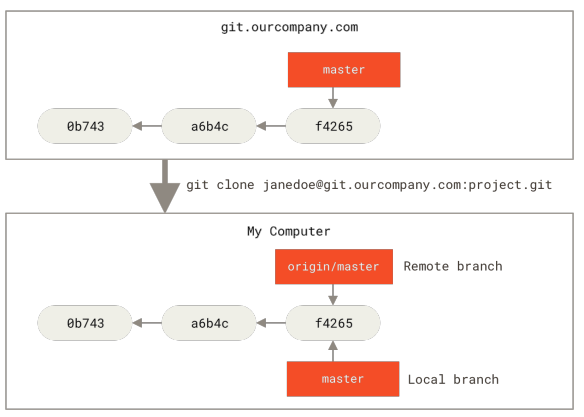 git.ourcompany.com
master
0b743 a6b4c f4265
git clone janedoe@git.ourcompany.com:project.git
My Computer
origin/master Remote branch
0b743 a6b4c f4265
master Local branch